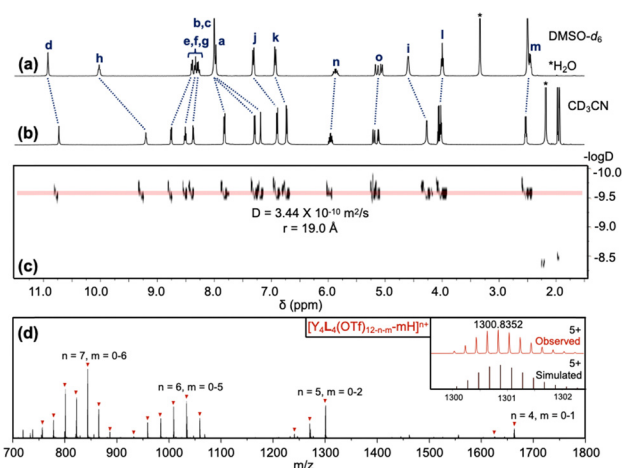 b,c
d h e,f,g a j k n o i l m
* DMSO-d6
*H2O
(a)
* CD3CN
(b)
-logD
-10.0
-9.5
-9.0
-8.5
D = 3.44 X 10-10 m2/s
r = 19.0 Å
(c)
11.0 10.0 9.0 8.0 7.0 6.0 5.0 4.0 3.0 2.0
δ (ppm)
(d)
[Y4L4(OTf)12-n-m-mH]n+
1300.8352
5+
Observed
5+
Simulated
1300 1301 1302
n = 7, m = 0-6
n = 6, m = 0-5
n = 5, m = 0-2
n = 4, m = 0-1
700 800 900 1000 1100 1200 1300 1400 1500 1600 1700 1800
m/z